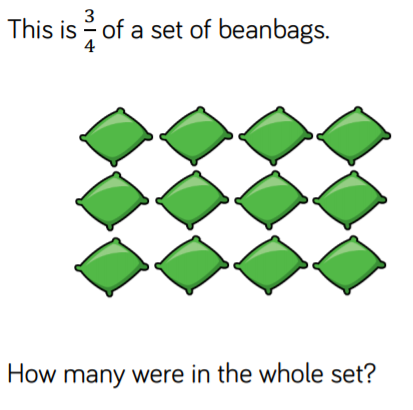 This is 3/4 of a set of beanbags.
How many were in the whole set?